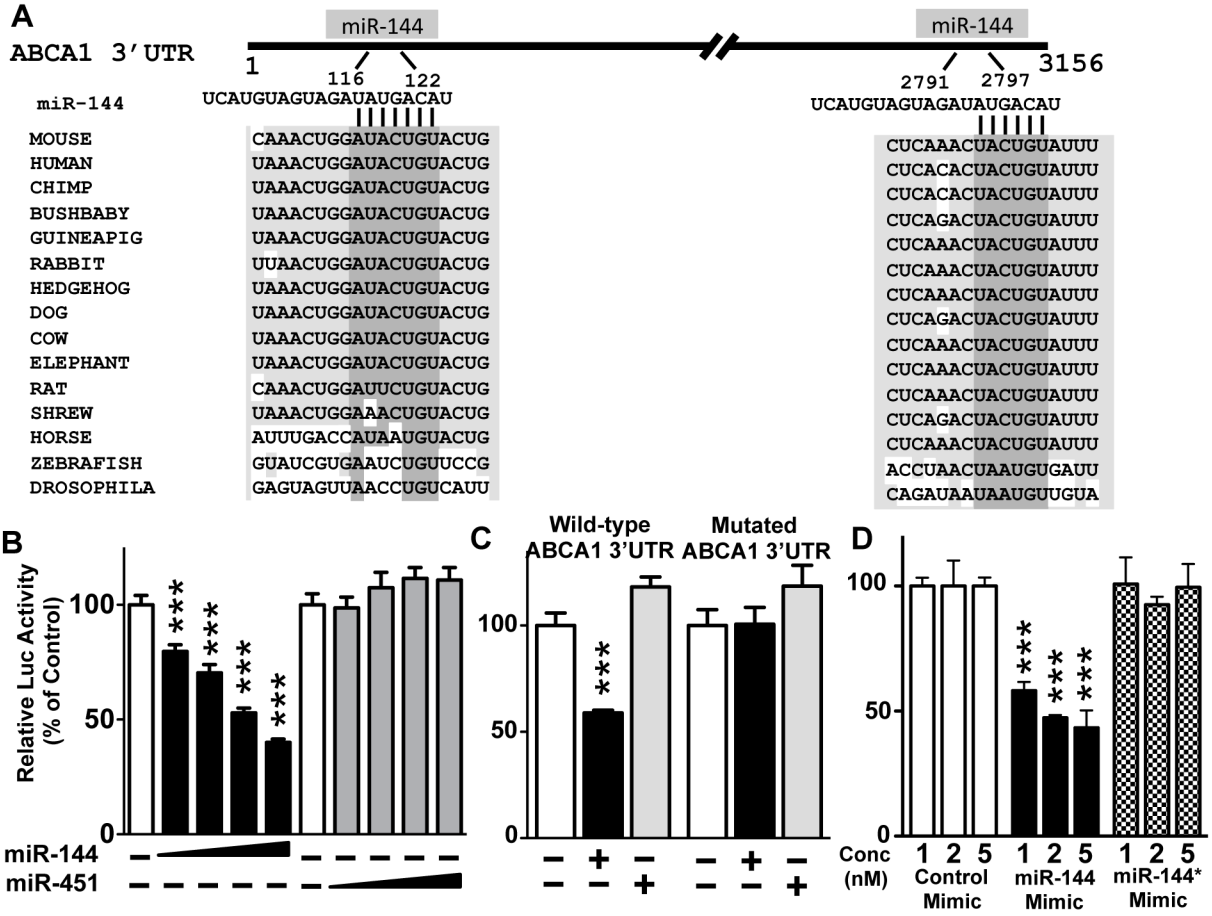 A
miR-144
miR-144
ABCA1 3′UTR
1
116
122
2791
2797
3156
miR-144
UCAUGUAGUAGAUAUGACAU
UCAUGUAGUAGAUAUGACAU
MOUSE CAAACUGGAUACUGUACUG CUCAAACUACUGUAUUU
HUMAN UAAACUGGAUACUGUACUG CUCACACUACUGUAUUU
CHIMP UAAACUGGAUACUGUACUG CUCACACUACUGUAUUU
BUSHBABY UAAACUGGAUACUGUACUG CUCAGACUACUGUAUUU
GUINEAPIG UAAACUGGAUACUGUACUG CUCAAACUACUGUAUUU
RABBIT UUAACUGGAUACUGUACUG CUCAAACUACUGUAUUU
HEDGEHOG UAAACUGGAUACUGUACUG CUCAAACUACUGUAUUU
DOG UAAACUGGAUACUGUACUG CUCAGACUACUGUAUUU
COW UAAACUGGAUACUGUACUG CUCAAACUACUGUAUUU
ELEPHANT UAAACUGGAUACUGUACUG CUCAAACUACUGUAUUU
RAT CAAACUGGAUUCUGUACUG CUCAAACUACUGUAUUU
SHREW UAAACUGGAAACUGUACUG CUCAGACUACUGUAUUU
HORSE AUUUGACCAUAAUGUACUG CUCAAACUACUGUAUUU
ZEBRAFISH GUAUCGUGAAUCUGUUCCG ACCUAACUAAUGUGAUU
DROSOPHILA GAGUAGUUAACCUGUCAUU CAGAUAAUAAUGUUGUA
B
Relative Luc Activity
(% of Control)
100
50
0
*** *** *** ***
miR-144 – – – – – –
miR-451 – – – – – –
C
Wild-type
ABCA1 3'UTR
Mutated
ABCA1 3'UTR
100
50
0
***
– + – – + –
– – + – – +
D
100
50
0
*** *** ***
Conc
(nM)
1 2 5 1 2 5 1 2 5
Control
Mimic
miR-144
Mimic
miR-144*
Mimic